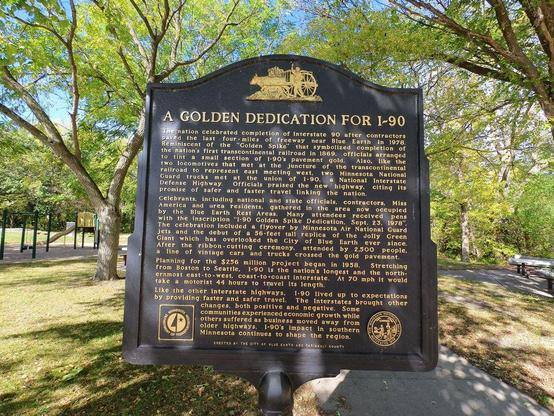 A GOLDEN DEDICATION FOR I-90
The nation celebrated completion of Interstate 90 after contractors
paved the last four-miles of freeway near Blue Earth in 1978.
Reminiscent of the "Golden Spike" that symbolized completion of
the nation's first transcontinental railroad in 1869, officials arranged
to tint a small section of I-90's pavement gold. Also, like the
two locomotives that met at the juncture of the transcontinental
railroad to represent east meeting west, two Minnesota National
Guard trucks met at the union of I-90, a National Interstate
Defense Highway. Officials praised the new highway, citing its
promise of safer and faster travel linking the nation.
Celebrants, including national and state officials, contractors, Miss
America and area residents, gathered in the area now occupied
by the Blue Earth Rest Areas. Many attendees received pens
with the inscription "I-90 Golden Spike Dedication, Sept. 23, 1978".
The celebration included a flyover by Minnesota Air National Guard
jets and the debut of a 56-feet tall replica of the Jolly Green
Giant which has overlooked the City of Blue Earth ever since.
After the ribbon-cutting ceremony, attended by 2,500 people,
a line of vintage cars and trucks crossed the gold pavement.
Planning for the $236 million project began in 1958. Stretching
from Boston to Seattle, I-90 is the nation's longest and the north-
ernmost east-to-west, coast-to-coast interstate. At 70 mph it would
take a motorist 44 hours to travel its length.
Like the other interstate highways, I-90 lived up to expectations
by providing faster and safer travel. The Interstates brought other
changes, both positive and negative. Some
communities experienced economic growth while
others suffered as business moved away from
older highways. I-90's impact in southern
Minnesota continues to shape the region.
ERECTED BY THE CITY OF BLUE EARTH AND FARIBAULT COUNTY